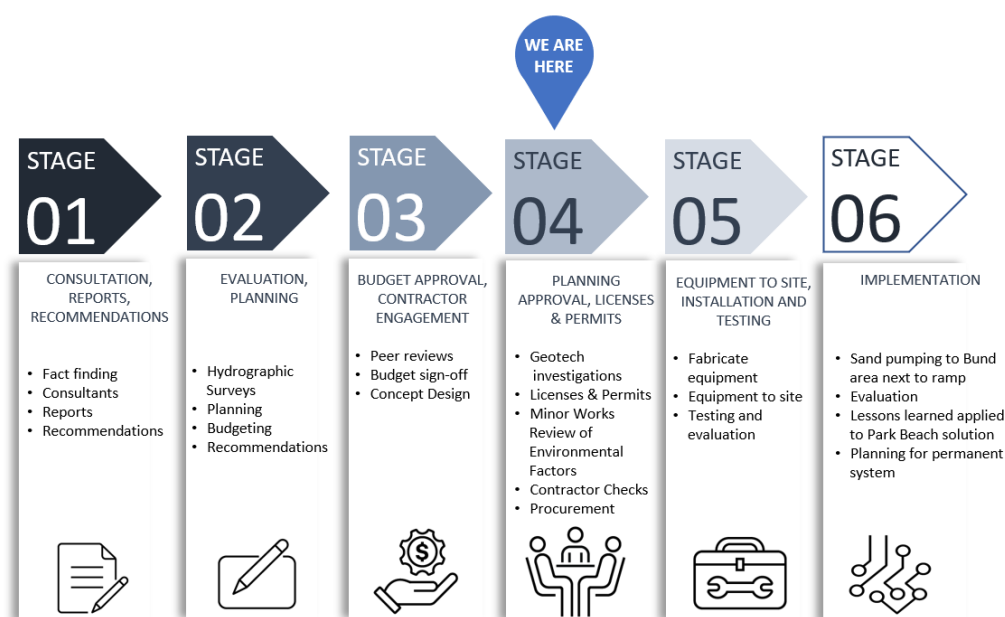 WE ARE
HERE
STAGE
01
CONSULTATION,
REPORTS,
RECOMMENDATIONS
• Fact finding
• Consultants
• Reports
• Recommendations
STAGE
02
EVALUATION,
PLANNING
• Hydrographic
Surveys
• Planning
• Budgeting
• Recommendations
STAGE
03
BUDGET APPROVAL,
CONTRACTOR
ENGAGEMENT
• Peer reviews
• Budget sign-off
• Concept Design
$
STAGE
04
PLANNING
APPROVAL, LICENSES
& PERMITS
• Geotech
investigations
• Licenses & Permits
• Minor Works
Review of
Environmental
Factors
• Contractor Checks
• Procurement
STAGE
05
EQUIPMENT TO SITE,
INSTALLATION AND
TESTING
• Fabricate
equipment
• Equipment to site
• Testing and
evaluation
STAGE
06
IMPLEMENTATION
• Sand pumping to Bund
area next to ramp
• Evaluation
• Lessons learned applied
to Park Beach solution
• Planning for permanent
system